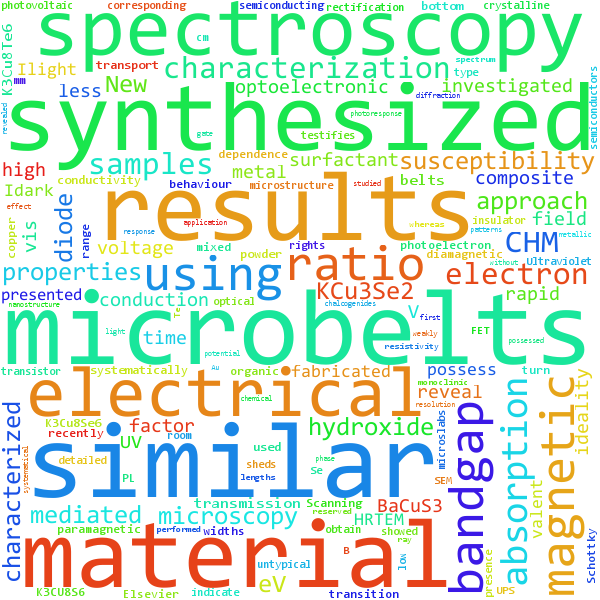 photovoltaic corresponding semiconducting rectification crystalline
spectroscopy
K3Cu8Te6
bottom
cm spectrum
mm Ilight transport characterization type
New optoelectronic investigated
less
synthesized
revealed
diffraction
photoresponse
gate
testifies
semiconductors
samples
dependence
surfactant
susceptibility
high
conductivity
metal
Idark
behaviour microstructure studied belts composite
results
effect
application
whereas
insulator
approach
copper
vis
diode
range
response
patterns
metallic
voltage
mixed
rights photoelectron
diamagnetic
field
CHM
powder
without
Ultraviolet
properties
using
ratio
electron
optical
Te
chalcogenides
presented
conduction
KCu3Se2
rapid
nanostructure
microbelts
time
V
first
light
weakly
FET
potential
Au
resistivity
possessed
transistor systematically organic fabricated possess turn
electrical
chemical
monoclinic
resolution
characterized
K3Cu8Se6
factor
hydroxide
reveal
recently
UV
room
used
phase
microslabs
bandgap
absorption
magnetic
ideality
similar
systematical
detailed
PL
sheds
lengths
Se
SEM
transmission Scanning
BaCuS3
valent
mediated microscopy
reserved
HRTEM
paramagnetic
widths
obtain
showed
ray
low
presence
Schottky
material
performed
B
untypical
K3CU8S6 Elsevier indicate eV transition UPS